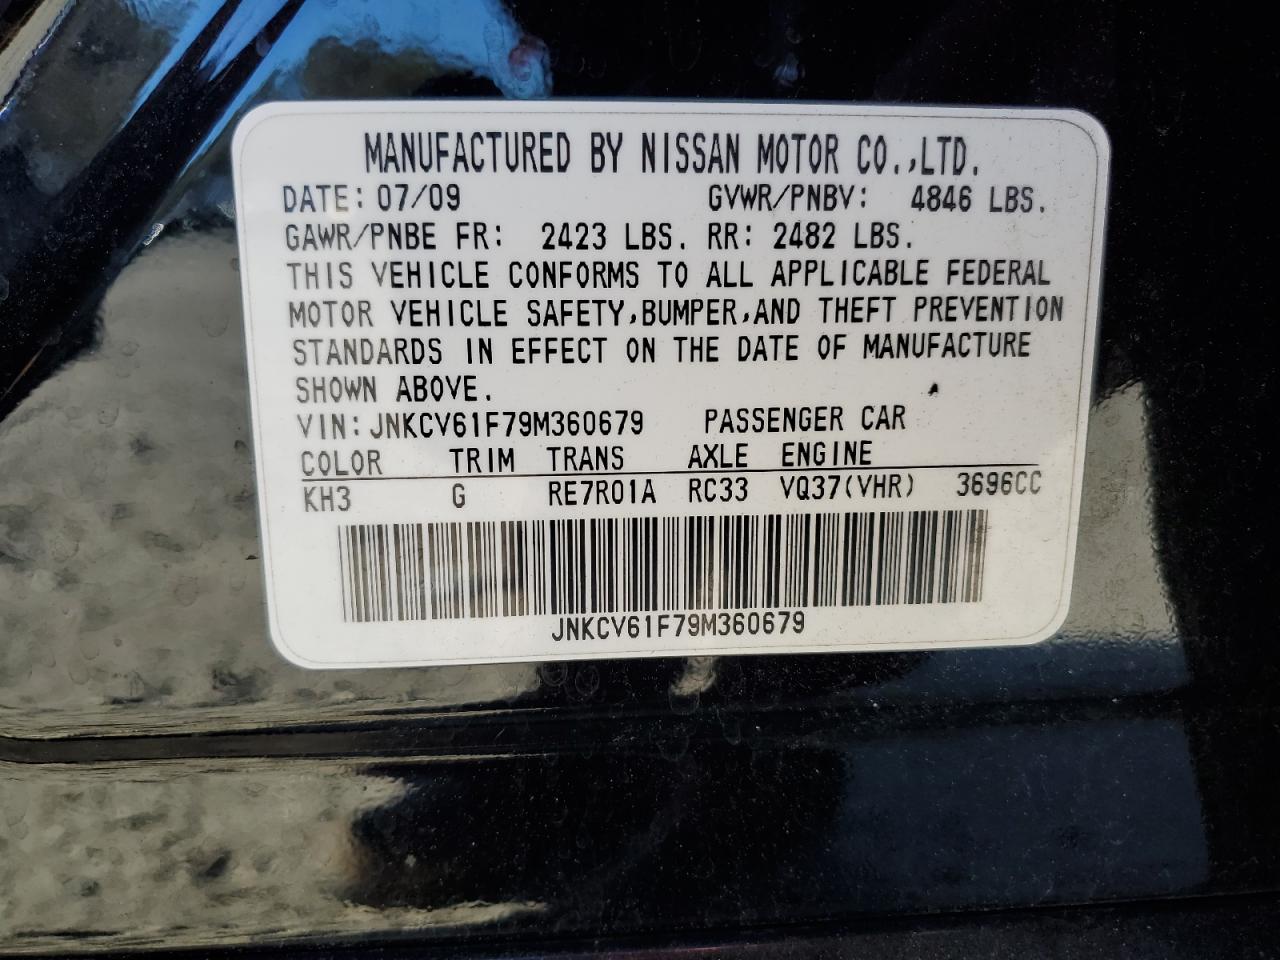 MANUFACTURED BY NISSAN MOTOR CO.,LTD.
DATE: 07/09 GVWR/PNBV: 4846 LBS.
GAWR/PNBE FR: 2423 LBS. RR: 2482 LBS.
THIS VEHICLE CONFORMS TO ALL APPLICABLE FEDERAL
MOTOR VEHICLE SAFETY,BUMPER,AND THEFT PREVENTION
STANDARDS IN EFFECT ON THE DATE OF MANUFACTURE
SHOWN ABOVE.
VIN: JNKCV61F79M360679 PASSENGER CAR
COLOR TRIM TRANS AXLE ENGINE
KH3 G RE7R01A RC33 VQ37(VHR) 3696CC
JNKCV61F79M360679